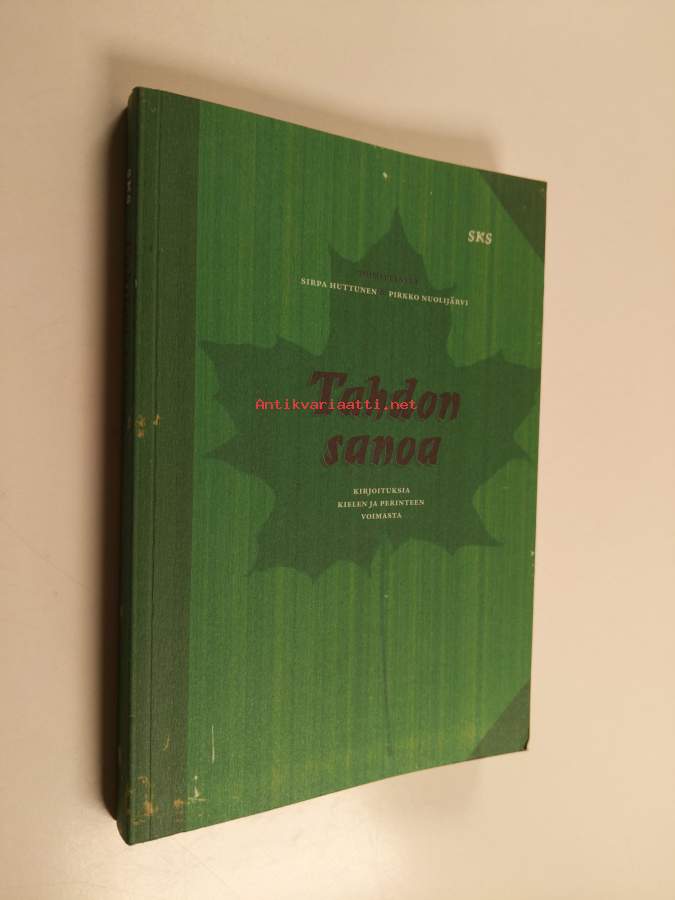 SKS
SKS
TOIMITTANEET
SIRPA HUTTUNEN PIRKKO NUOLIJÄRVI
Tahdon
Antikvariaatti.net
sanoa
KIRJOITUKSIA
KIELEN JA PERINTEEN
VOIMASTA